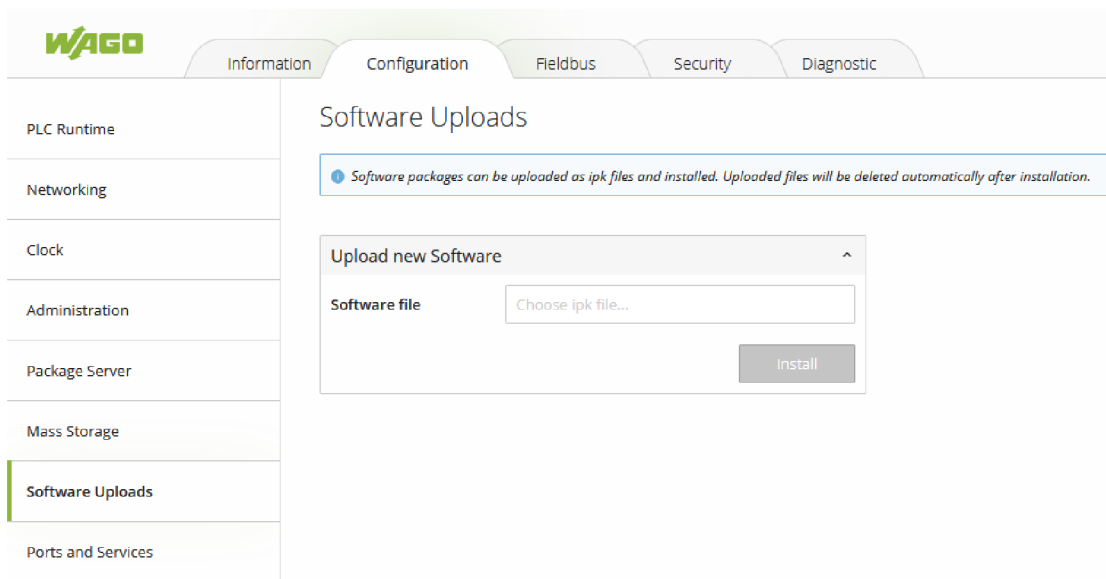 WAGO
Information Configuration Fieldbus Security Diagnostic
PLC Runtime
Networking
Clock
Administration
Package Server
Mass Storage
Software Uploads
Ports and Services
Software Uploads
Software packages can be uploaded as ipk files and installed. Uploaded files will be deleted automatically after installation.
Upload new Software
Software file Choose ipk file...
Install